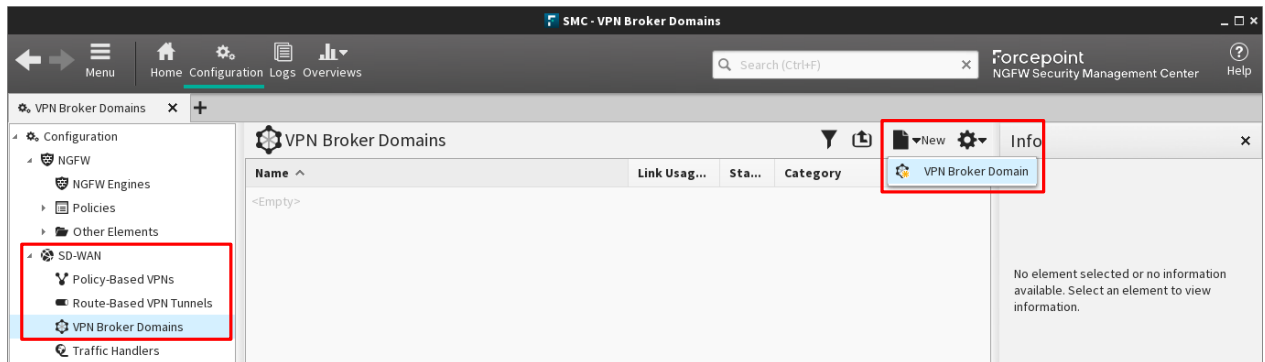 SMC - VPN Broker Domains
Menu
Home Configuration Logs Overviews
Search (Ctrl+F)
Forcepoint
NGFW Security Management Center
Help
VPN Broker Domains
Configuration
NGFW
NGFW Engines
Policies
Other Elements
SD-WAN
Policy-Based VPNs
Route-Based VPN Tunnels
VPN Broker Domains
Traffic Handlers
VPN Broker Domains
New
Name
Link Usag...
Sta...
Category
<Empty>
VPN Broker Domain
Info
No element selected or no information
available. Select an element to view
information.